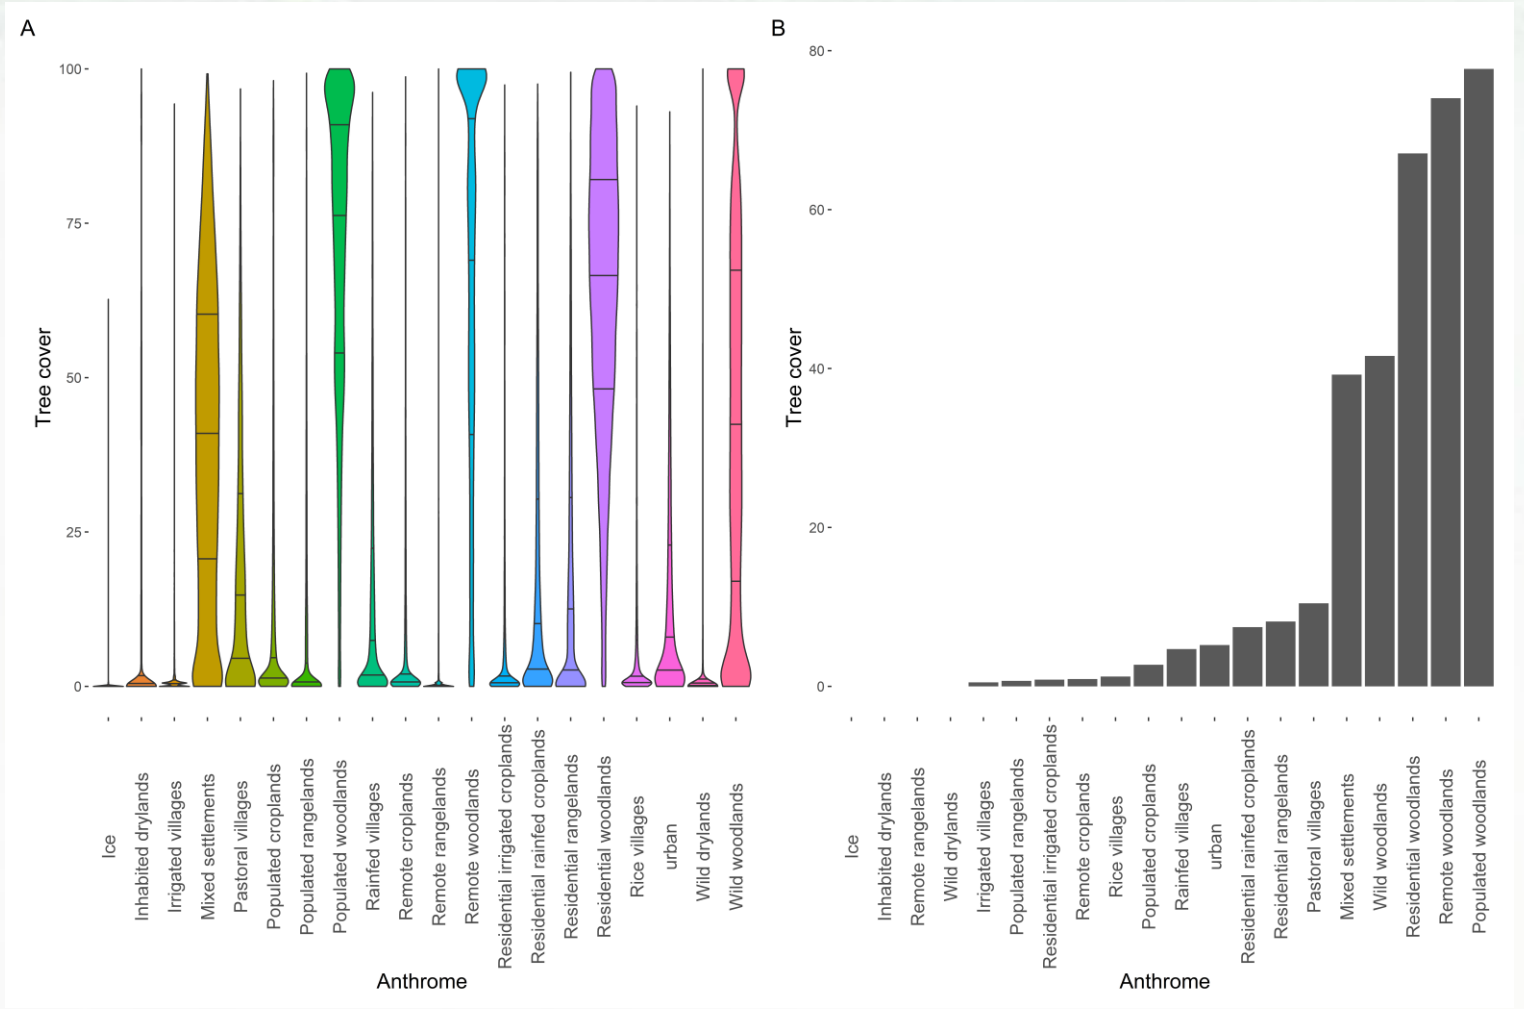 A
100
75
50
25
0
Tree cover
Ice
Inhabited drylands
Irrigated villages
Mixed settlements
Pastoral villages
Populated croplands
Populated rangelands
Populated woodlands
Rainfed villages
Remote croplands
Remote rangelands
Remote woodlands
Residential irrigated croplands
Residential rainfed croplands
Residential rangelands
Residential woodlands
Rice villages
urban
Wild drylands
Wild woodlands
Anthrome
B
80
60
40
20
0
Tree cover
Ice
Inhabited drylands
Remote rangelands
Wild drylands
Irrigated villages
Populated rangelands
Residential irrigated croplands
Remote croplands
Rice villages
Populated croplands
Rainfed villages
urban
Residential rainfed croplands
Residential rangelands
Pastoral villages
Mixed settlements
Wild woodlands
Residential woodlands
Remote woodlands
Populated woodlands
Anthrome